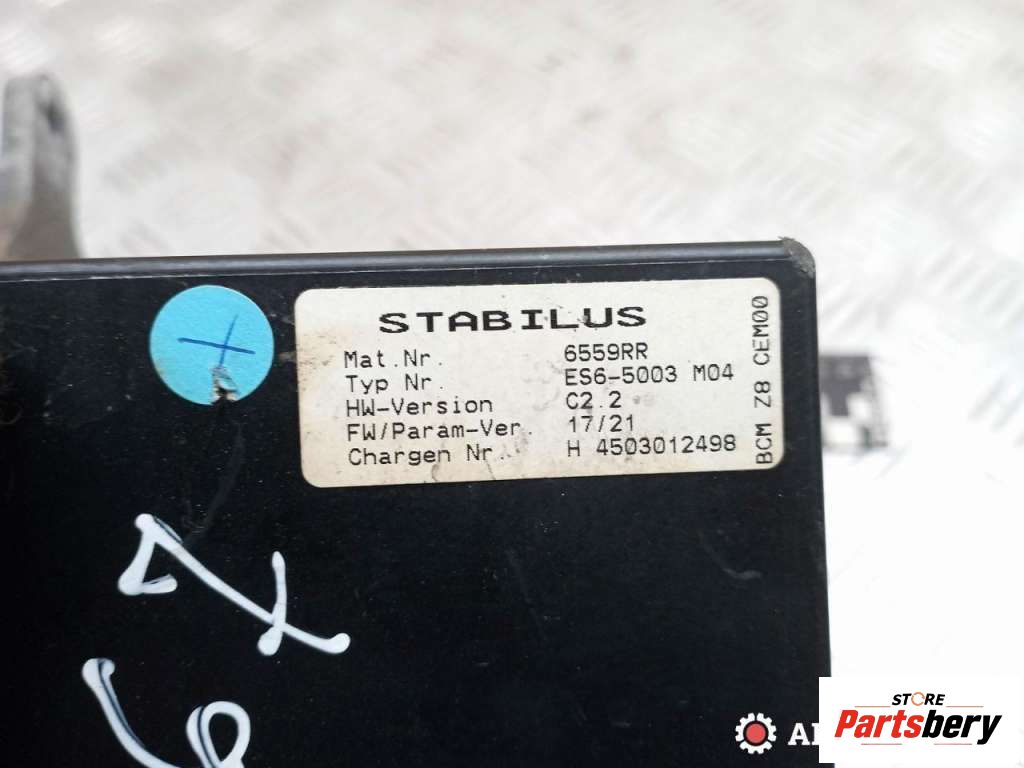 STABILUS
Mat.Nr. 6559RR
Typ Nr. ES6-5003 M04
HW-Version C2.2
FW/Param-Ver. 17/21
Chargen Nr. H 4503012498
BCM Z8 CEM00
STORE
Partsbery